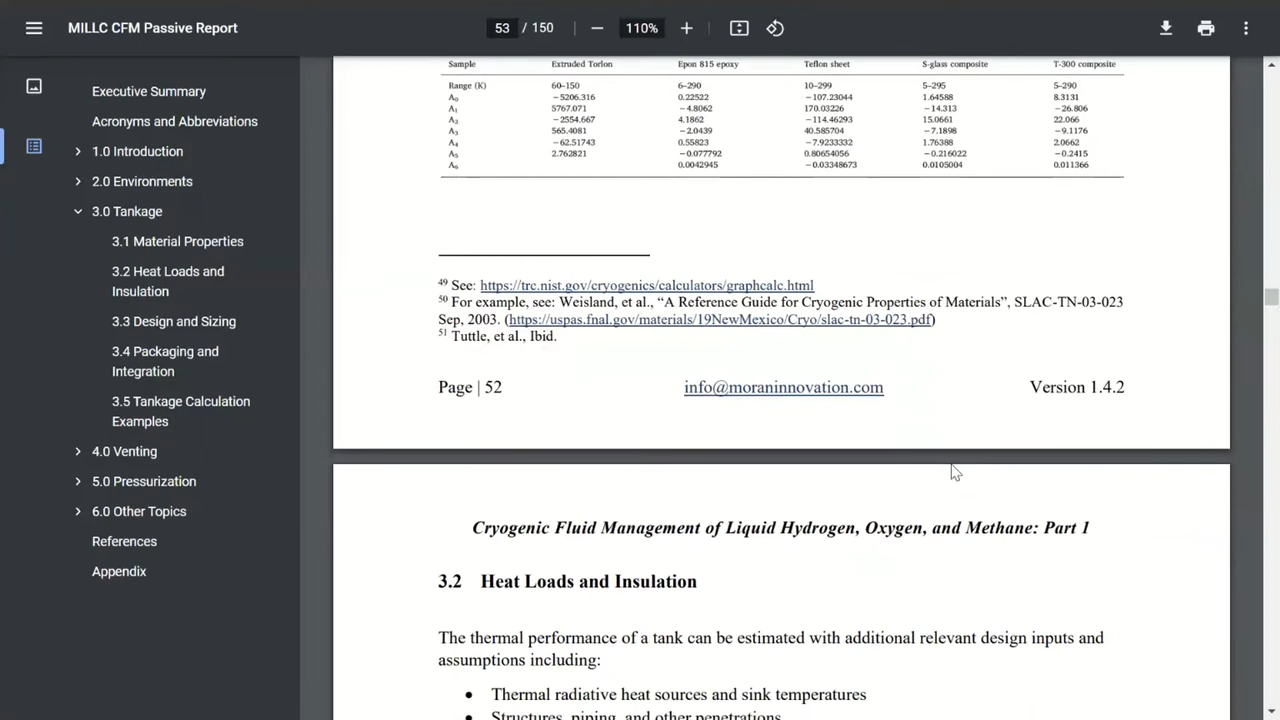 MILLC CFM Passive Report
53 / 150
110%
Executive Summary
Acronyms and Abbreviations
1.0 Introduction
2.0 Environments
3.0 Tankage
3.1 Material Properties
3.2 Heat Loads and
Insulation
3.3 Design and Sizing
3.4 Packaging and
Integration
3.5 Tankage Calculation
Examples
4.0 Venting
5.0 Pressurization
6.0 Other Topics
References
Appendix
Sample Extruded Torlon Epon 815 epoxy Teflon sheet S-glass composite T-300 composite
Range (K) 60–150 6–290 10–299 5–295 5–290
A₀ −5206.316 0.22522 −107.23044 1.64588 8.3131
A₁ 5767.071 −4.8062 170.03226 −14.313 −26.806
A₂ −2554.667 4.1862 −114.46293 15.0661 22.066
A₃ 565.4081 −2.0439 40.585704 −7.1898 −9.1176
A₄ −62.51743 0.55823 −7.9233332 1.76388 2.0662
A₅ 2.762821 −0.077792 0.80654056 −0.216022 −0.2415
A₆ 0.0042945 −0.03348673 0.0105004 0.011366
⁴⁹ See: https://trc.nist.gov/cryogenics/calculators/graphcalc.html
⁵⁰ For example, see: Weisland, et al., “A Reference Guide for Cryogenic Properties of Materials”, SLAC-TN-03-023
Sep, 2003. (https://uspas.fnal.gov/materials/19NewMexico/Cryo/slac-tn-03-023.pdf)
⁵¹ Tuttle, et al., Ibid.
Page | 52 info@moraninnovation.com Version 1.4.2
Cryogenic Fluid Management of Liquid Hydrogen, Oxygen, and Methane: Part 1
3.2 Heat Loads and Insulation
The thermal performance of a tank can be estimated with additional relevant design inputs and
assumptions including:
• Thermal radiative heat sources and sink temperatures
• Structures, piping, and other penetrations